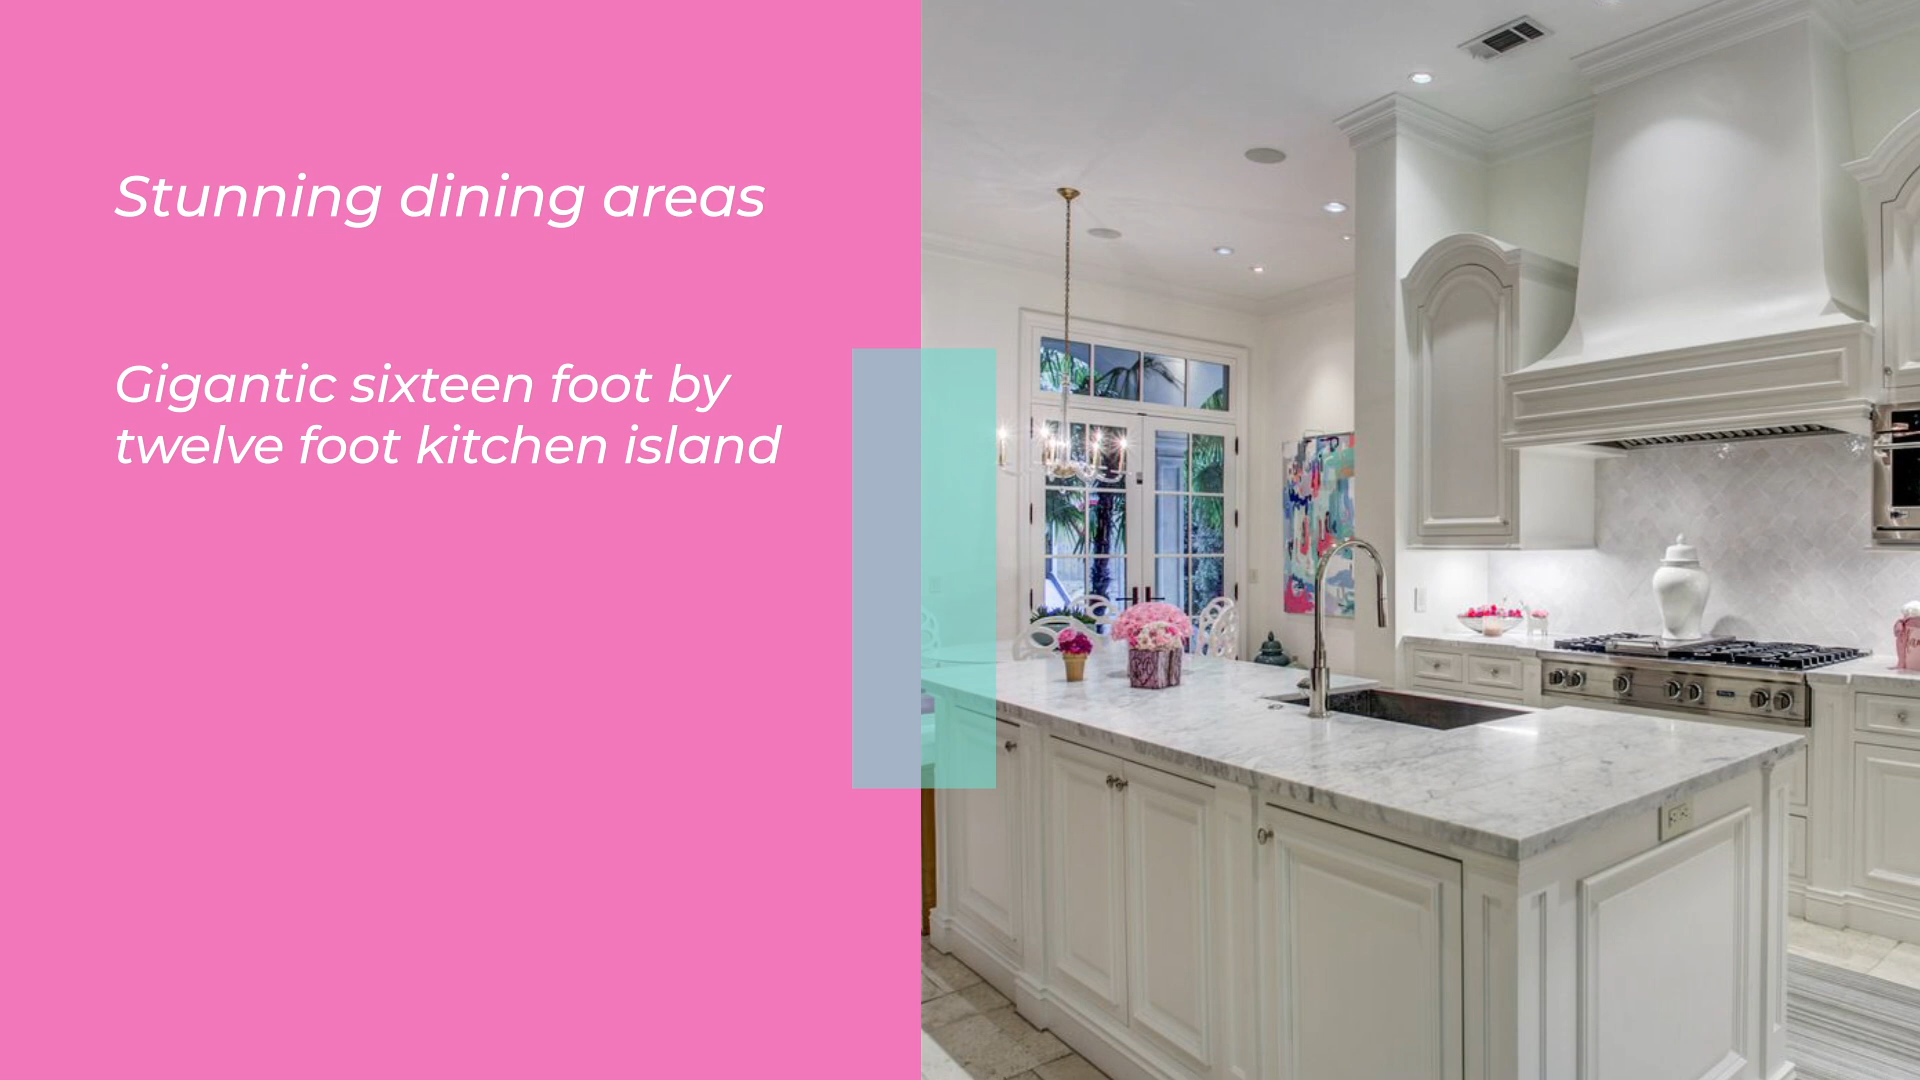 Stunning dining areas
Gigantic sixteen foot by
twelve foot kitchen island